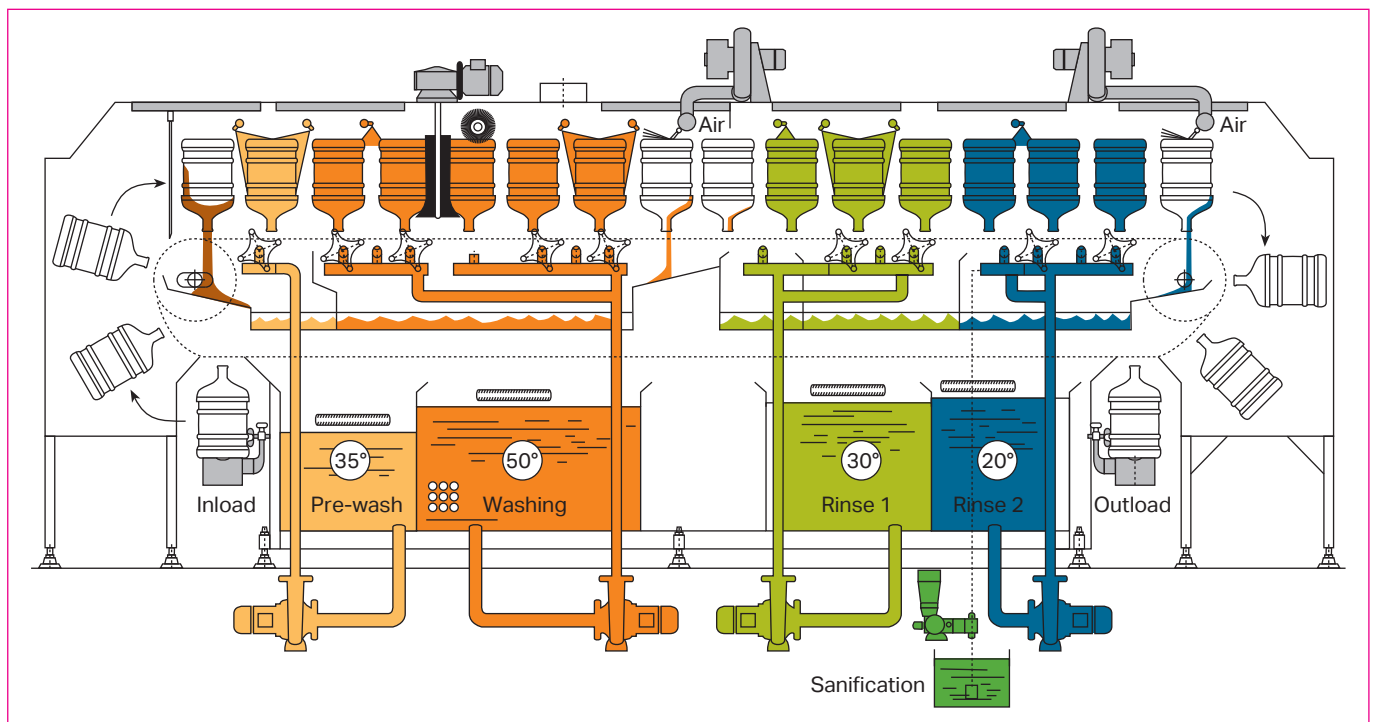 Air
Air
35°
50°
30°
20°
Inload
Pre-wash
Washing
Rinse 1
Rinse 2
Outload
Sanification